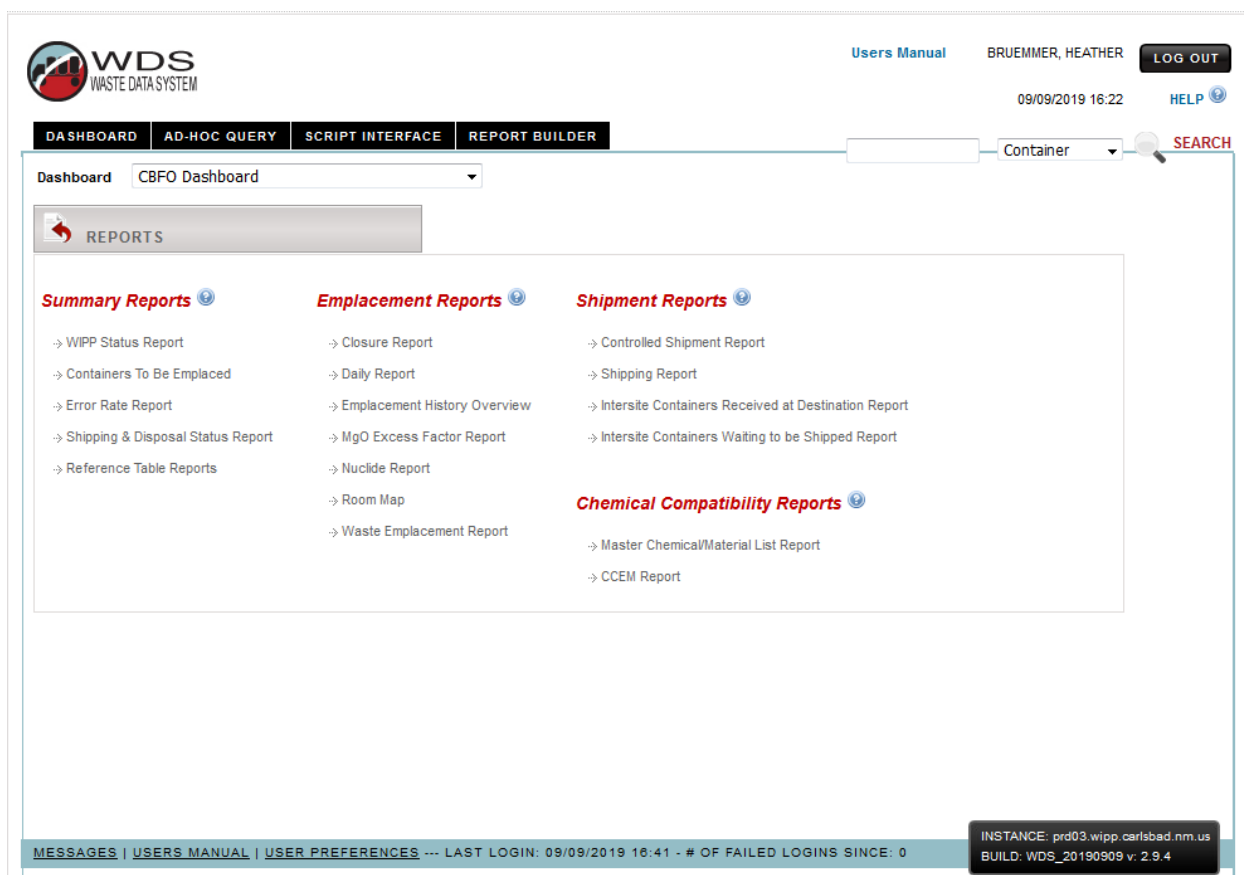 WDS
WASTE DATA SYSTEM
Users Manual
BRUEMMER, HEATHER
LOG OUT
09/09/2019 16:22
HELP
DASHBOARD
AD-HOC QUERY
SCRIPT INTERFACE
REPORT BUILDER
Container
SEARCH
Dashboard
CBFO Dashboard
REPORTS
Summary Reports
WIPP Status Report
Containers To Be Emplaced
Error Rate Report
Shipping & Disposal Status Report
Reference Table Reports
Emplacement Reports
Closure Report
Daily Report
Emplacement History Overview
MgO Excess Factor Report
Nuclide Report
Room Map
Waste Emplacement Report
Shipment Reports
Controlled Shipment Report
Shipping Report
Intersite Containers Received at Destination Report
Intersite Containers Waiting to be Shipped Report
Chemical Compatibility Reports
Master Chemical/Material List Report
CCEM Report
MESSAGES | USERS MANUAL | USER PREFERENCES --- LAST LOGIN: 09/09/2019 16:41 - # OF FAILED LOGINS SINCE: 0
INSTANCE: prd03.wipp.carlsbad.nm.us
BUILD: WDS_20190909 v: 2.9.4